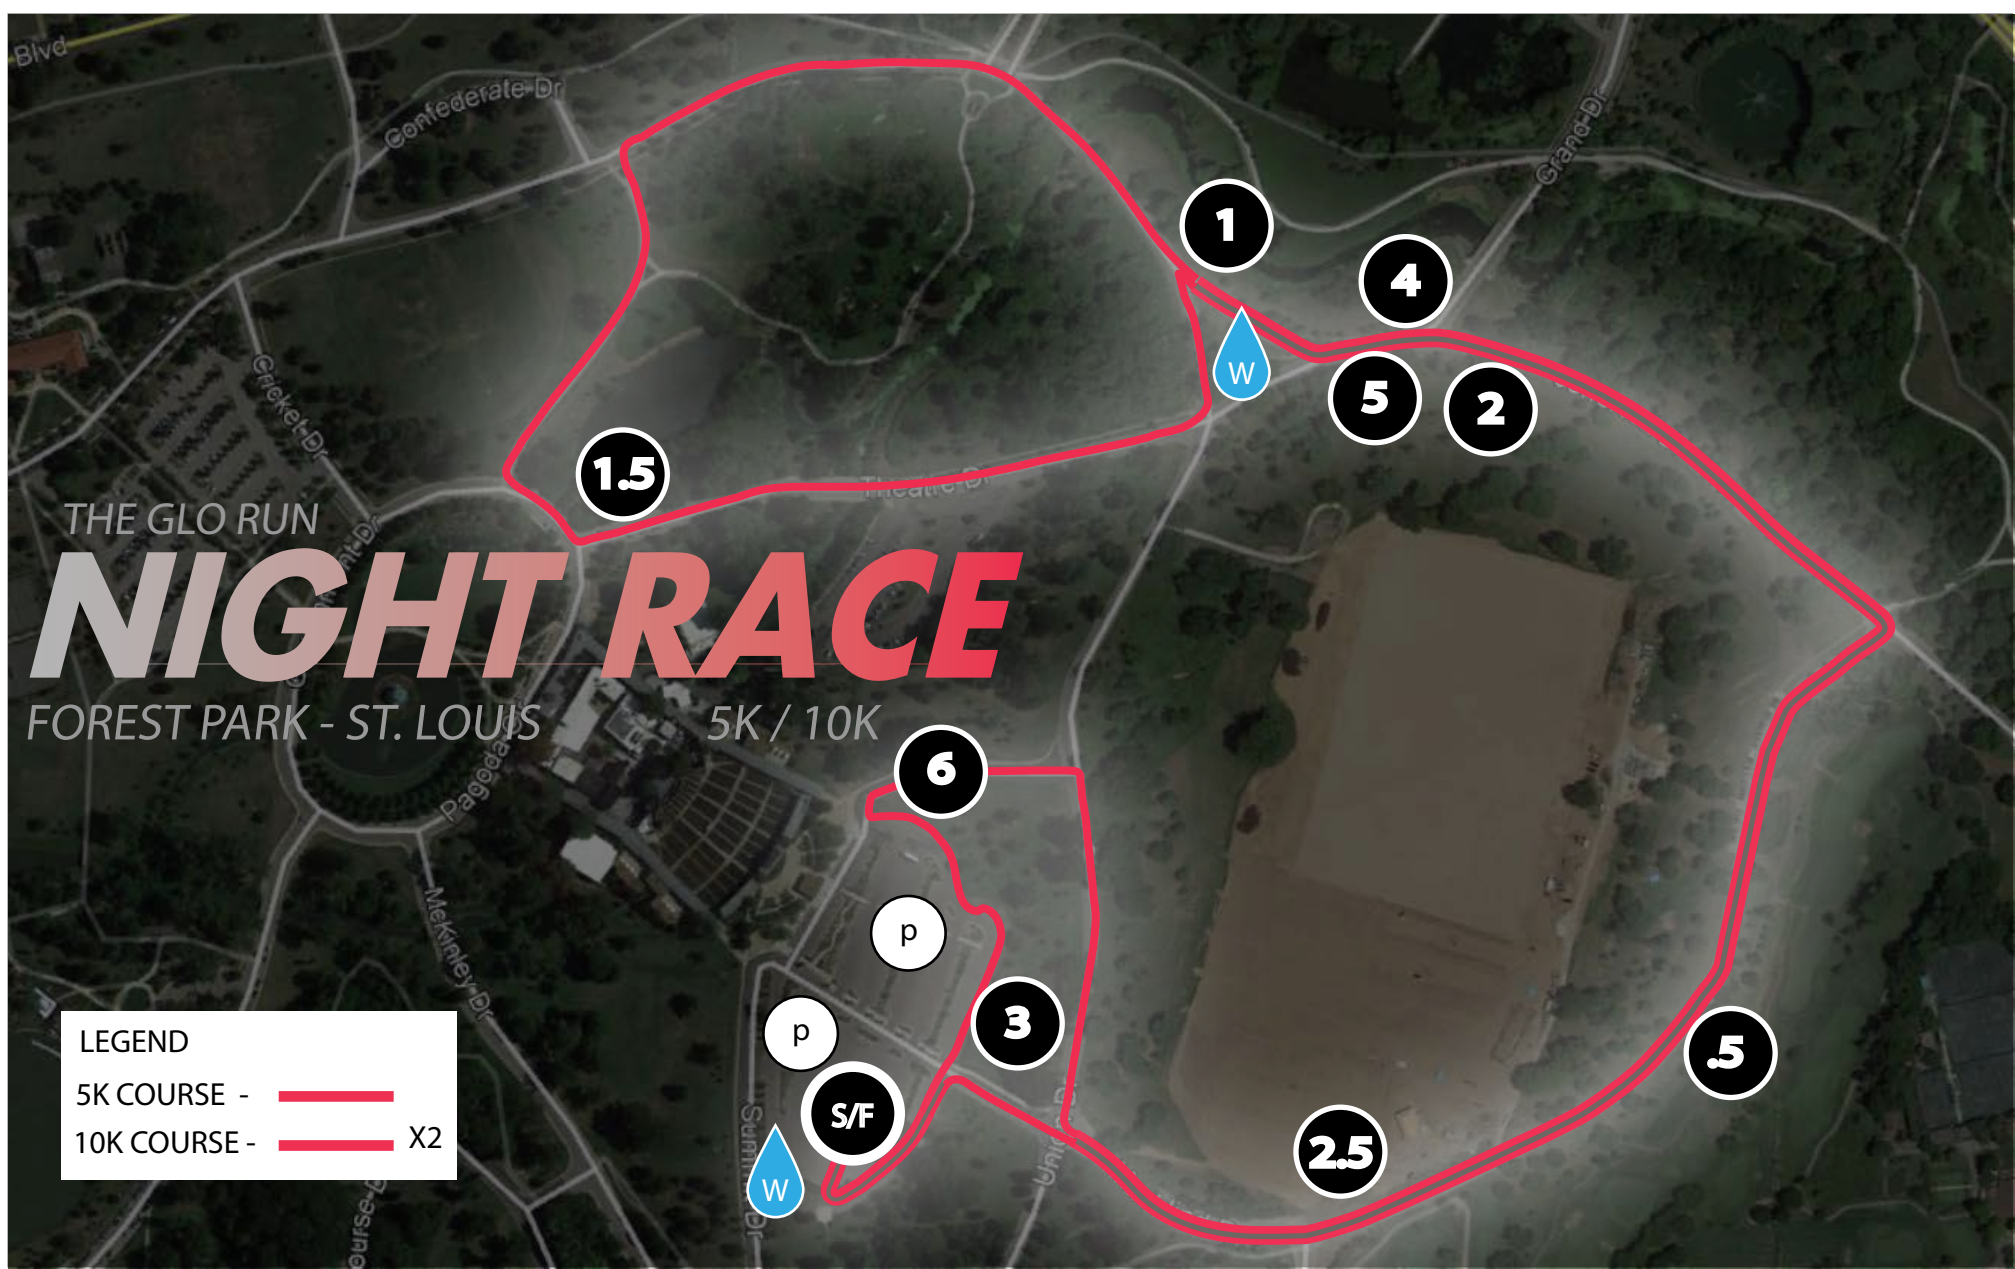 Blvd
Confederate Dr
Grand Dr
1
4
Cricket Dr
W
5
2
1.5
Theatre Dr
THE GLO RUN
NIGHT RACE
FOREST PARK - ST. LOUIS
5K / 10K
6
Pagoda
McKinley Dr
p
p
3
.5
LEGEND
5K COURSE -
10K COURSE - X2
S/F
2.5
W
Union Dr